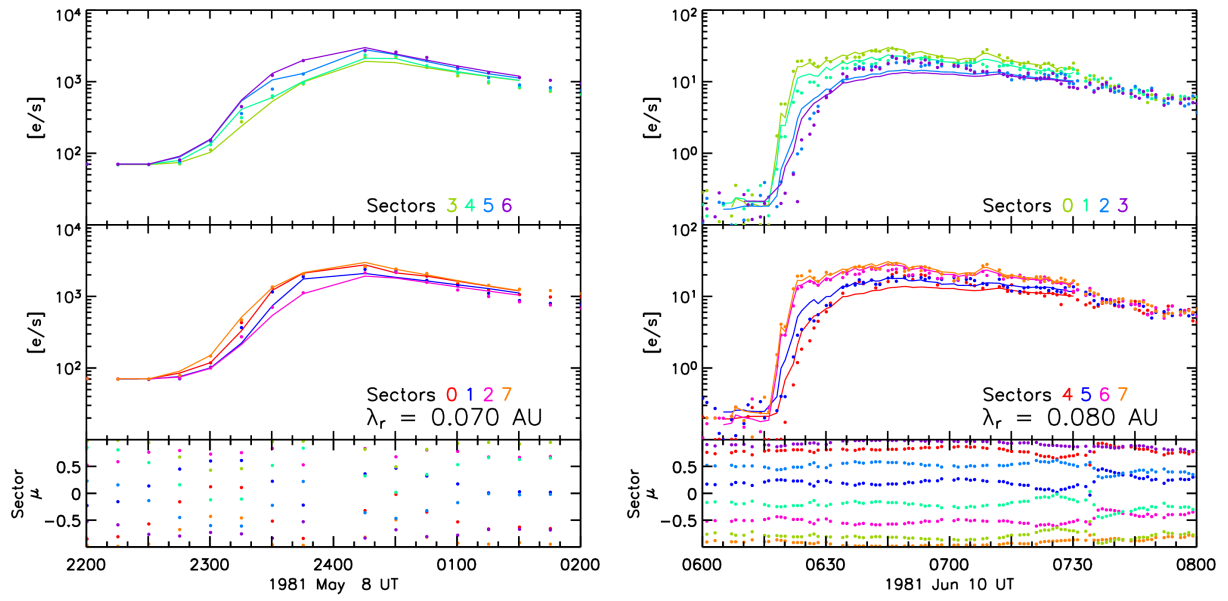 10⁴
10³
10²
[e/s]
Sectors 3 4 5 6
10⁴
10³
10²
[e/s]
Sectors 0 1 2 7
λr = 0.070 AU
0.5
0
−0.5
Sector
μ
2200 2300 2400 0100 0200
1981 May 8 UT
10²
10¹
10⁰
[e/s]
Sectors 0 1 2 3
10²
10¹
10⁰
[e/s]
Sectors 4 5 6 7
λr = 0.080 AU
0.5
0
−0.5
Sector
μ
0600 0630 0700 0730 0800
1981 Jun 10 UT